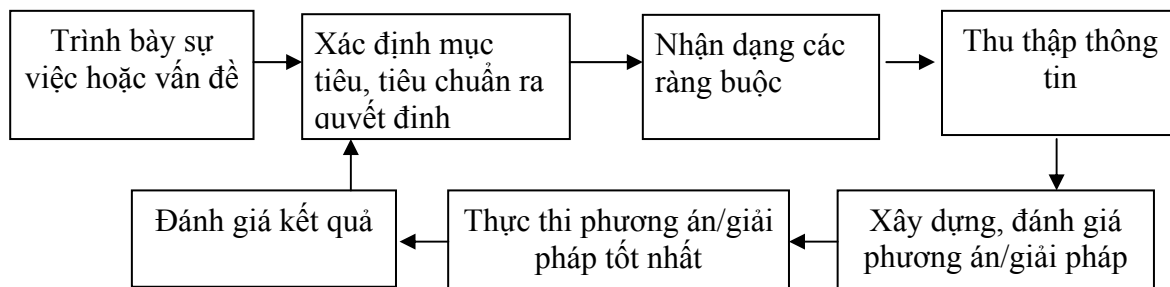 Trình bày sự
việc hoặc vấn đề
Xác định mục
tiêu, tiêu chuẩn ra
quyết định
Nhận dạng các
ràng buộc
Thu thập thông
tin
Xây dựng, đánh giá
phương án/giải pháp
Thực thi phương án/giải
pháp tốt nhất
Đánh giá kết quả